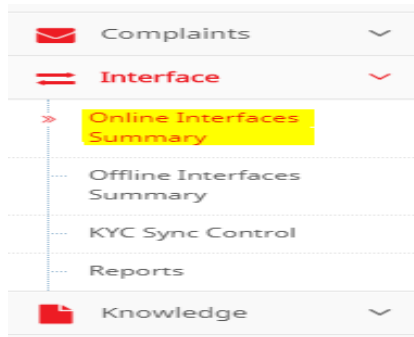 Complaints
Interface
Online Interfaces
Summary
Offline Interfaces
Summary
KYC Sync Control
Reports
Knowledge